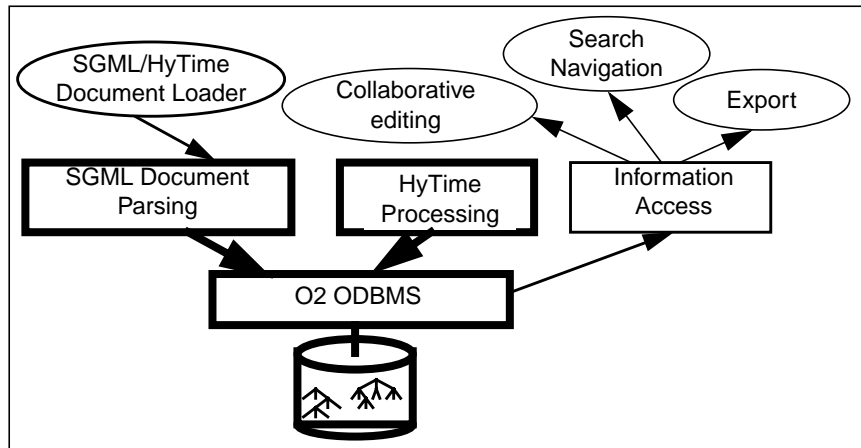 SGML/HyTime
Document Loader
Collaborative
editing
Search
Navigation
Export
SGML Document
Parsing
HyTime
Processing
Information
Access
O2 ODBMS